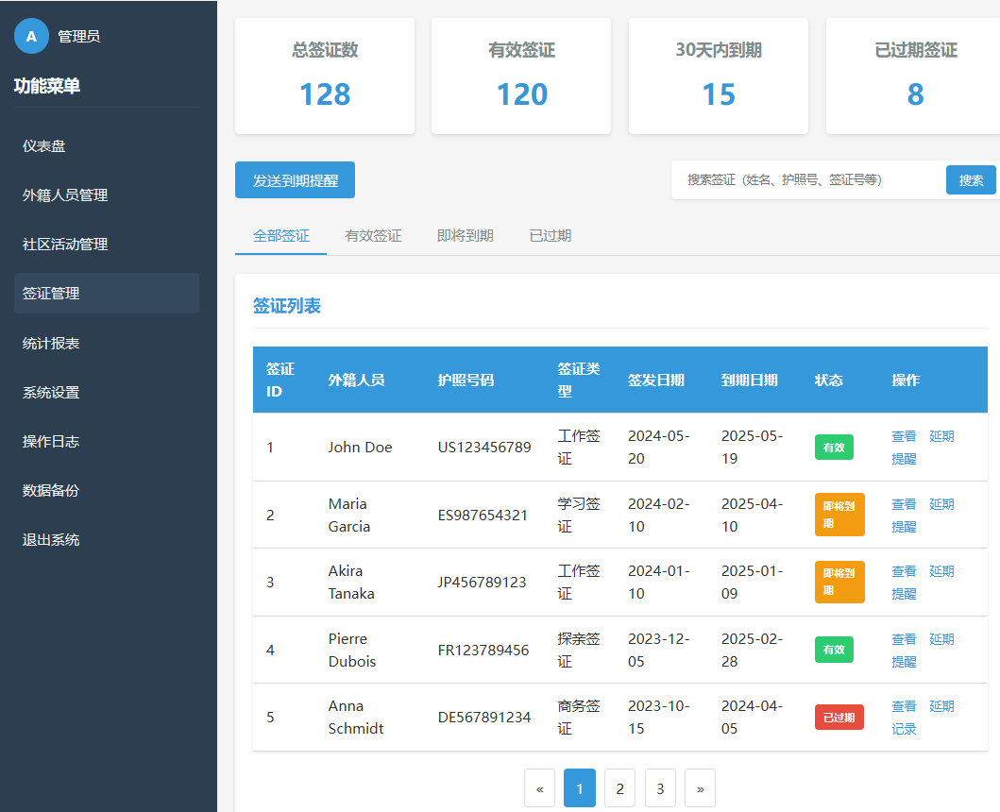 A 管理员
功能菜单
仪表盘
外籍人员管理
社区活动管理
签证管理
统计报表
系统设置
操作日志
数据备份
退出系统
总签证数
128
有效签证
120
30天内到期
15
已过期签证
8
发送到期提醒
搜索签证（姓名、护照号、签证号等） 搜索
全部签证 有效签证 即将到期 已过期
签证列表
签证
ID
外籍人员
护照号码
签证类
型
签发日期
到期日期
状态
操作
1
John Doe
US123456789
工作签
证
2024-05-
20
2025-05-
19
有效
查看 延期
提醒
2
Maria
Garcia
ES987654321
学习签
证
2024-02-
10
2025-04-
10
即将到
期
查看 延期
提醒
3
Akira
Tanaka
JP456789123
工作签
证
2024-01-
10
2025-01-
09
即将到
期
查看 延期
提醒
4
Pierre
Dubois
FR123789456
探亲签
证
2023-12-
05
2025-02-
28
有效
查看 延期
提醒
5
Anna
Schmidt
DE567891234
商务签
证
2023-10-
15
2024-04-
05
已过期
查看 延期
记录
« 1 2 3 »